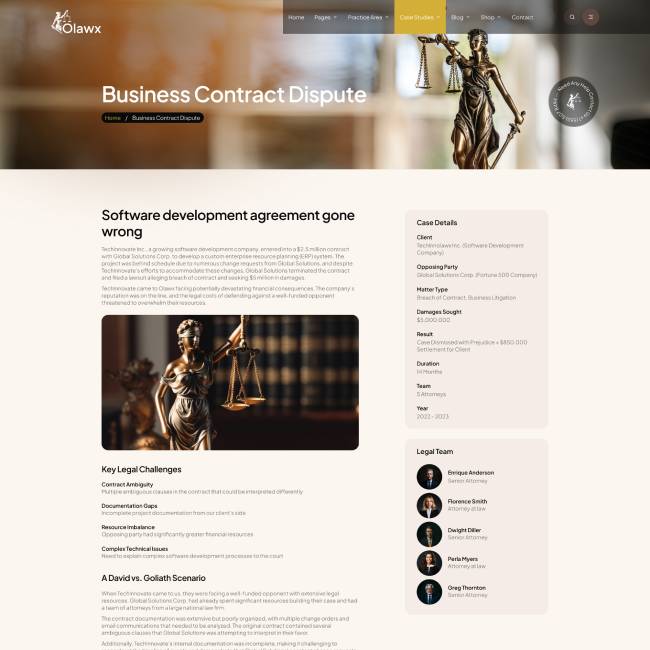 Olawx
Home Pages Practice Area Case Studies Blog Shop Contact
Business Contract Dispute
Home / Business Contract Dispute
Software development agreement gone
wrong
TechInnovate Inc., a growing software development company, entered into a $2.3 million contract
with Global Solutions Corp. to develop a custom enterprise resource planning (ERP) system. The
project was behind schedule due to numerous change requests from Global Solutions, and despite
TechInnovate's efforts to accommodate these changes, Global Solutions terminated the contract
and filed a lawsuit alleging breach of contract and seeking $5 million in damages.
TechInnovate came to Olawx facing potentially devastating financial consequences. The company's
reputation was on the line, and the legal costs of defending against a well-funded opponent
threatened to overwhelm their resources.
Key Legal Challenges
Contract Ambiguity
Multiple ambiguous clauses in the contract that could be interpreted differently
Documentation Gaps
Incomplete project documentation from our client's side
Resource Imbalance
Opposing party had significantly greater financial resources
Complex Technical Issues
Need to explain complex software development processes to the court
A David vs. Goliath Scenario
When TechInnovate came to us, they were facing a well-funded opponent with extensive legal
resources. Global Solutions Corp. had already spent significant resources building their case and had
a team of attorneys from a large national law firm.
The contract documentation was extensive but poorly organized, with multiple change orders and
email communications that needed to be analyzed. The original contract contained several
ambiguous clauses that Global Solutions was attempting to interpret in their favor.
Additionally, TechInnovate's internal documentation was incomplete, making it challenging to
Case Details
Client
TechInnolawx Inc. (Software Development
Company)
Opposing Party
Global Solutions Corp. (Fortune 500 Company)
Matter Type
Breach of Contract, Business Litigation
Damages Sought
$5,000,000
Result
Case Dismissed with Prejudice + $850,000
Settlement for Client
Duration
14 Months
Team
5 Attorneys
Year
2022 - 2023
Legal Team
Enrique Anderson
Senior Attorney
Florence Smith
Attorney at law
Dwight Diller
Senior Attorney
Perla Myers
Attorney at law
Greg Thornton
Senior Attorney